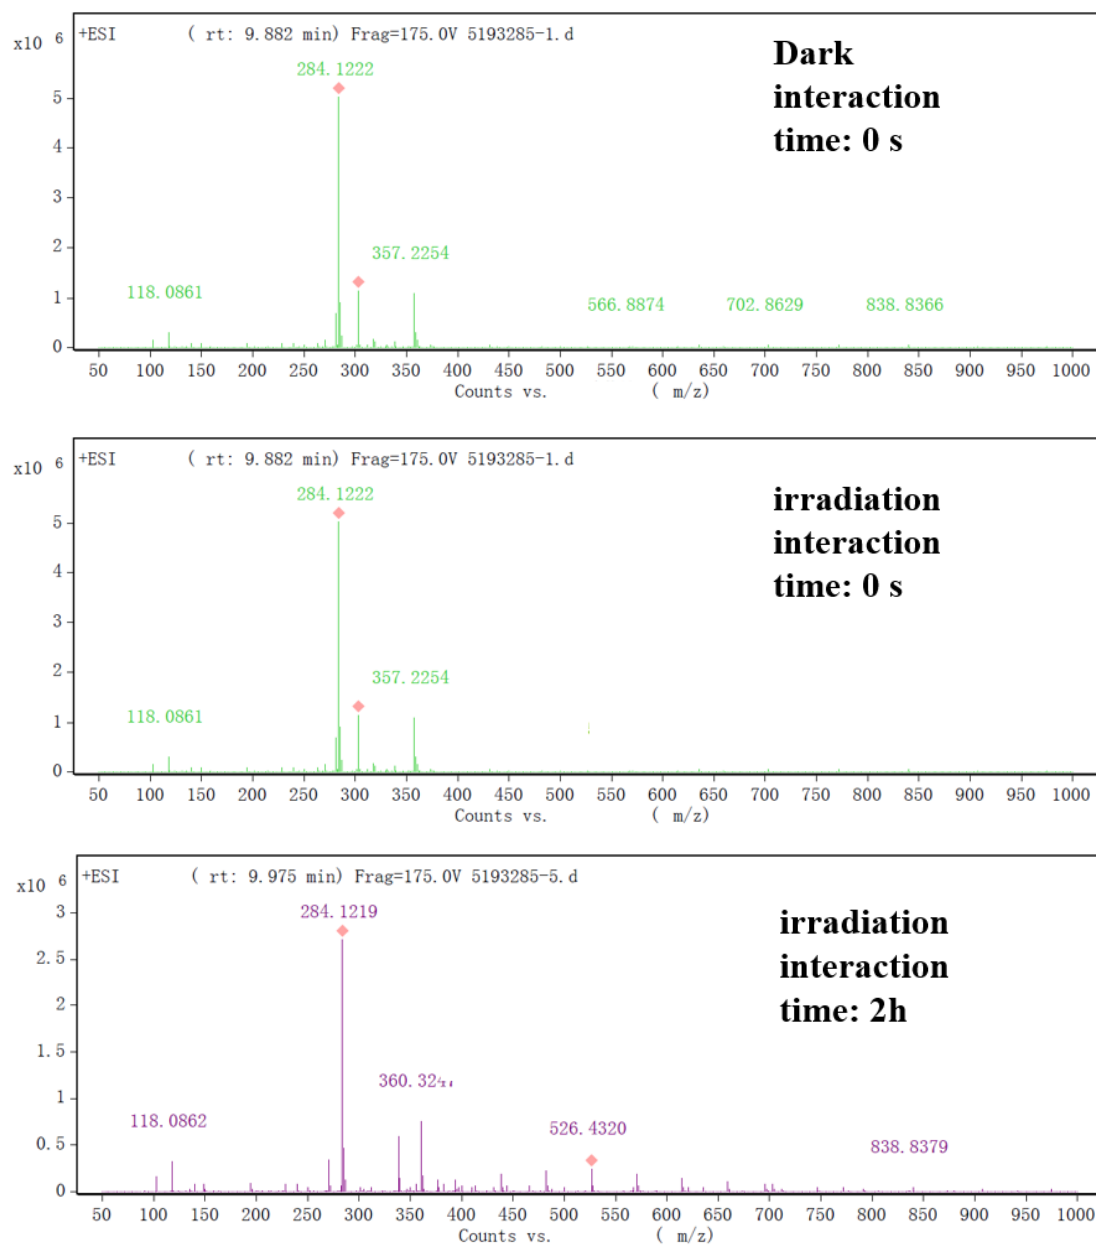 x10 6
+ESI ( rt: 9.882 min) Frag=175.0V 5193285-1.d
Dark
interaction
time: 0 s
284.1222
357.2254
118.0861
566.8874 702.8629 838.8366
5
4
3
2
1
0
50 100 150 200 250 300 350 400 450 500 550 600 650 700 750 800 850 900 950 1000
Counts vs. ( m/z)
x10 6
+ESI ( rt: 9.882 min) Frag=175.0V 5193285-1.d
irradiation
interaction
time: 0 s
284.1222
357.2254
118.0861
5
4
3
2
1
0
50 100 150 200 250 300 350 400 450 500 550 600 650 700 750 800 850 900 950 1000
Counts vs. ( m/z)
x10 6
+ESI ( rt: 9.975 min) Frag=175.0V 5193285-5.d
irradiation
interaction
time: 2h
284.1219
118.0862
526.4320
838.8379
3
2.5
2
1.5
1
0.5
0
50 100 150 200 250 300 350 400 450 500 550 600 650 700 750 800 850 900 950 1000
Counts vs. ( m/z)